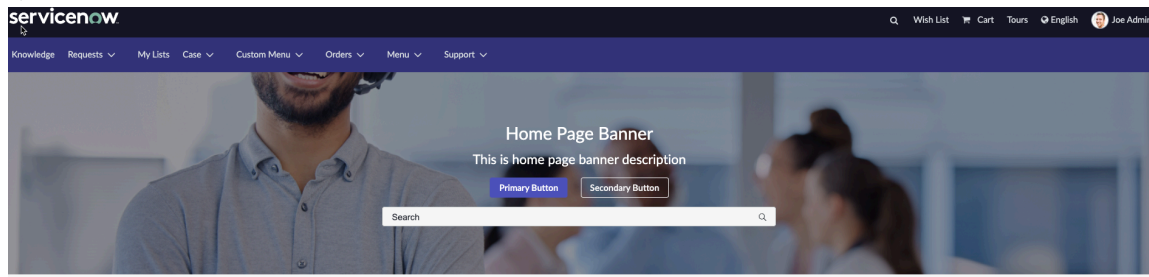 servicenow.
Wish List Cart Tours English Joe Admin
Knowledge Requests My Lists Case Custom Menu Orders Menu Support
Home Page Banner
This is home page banner description
Primary Button Secondary Button
Search